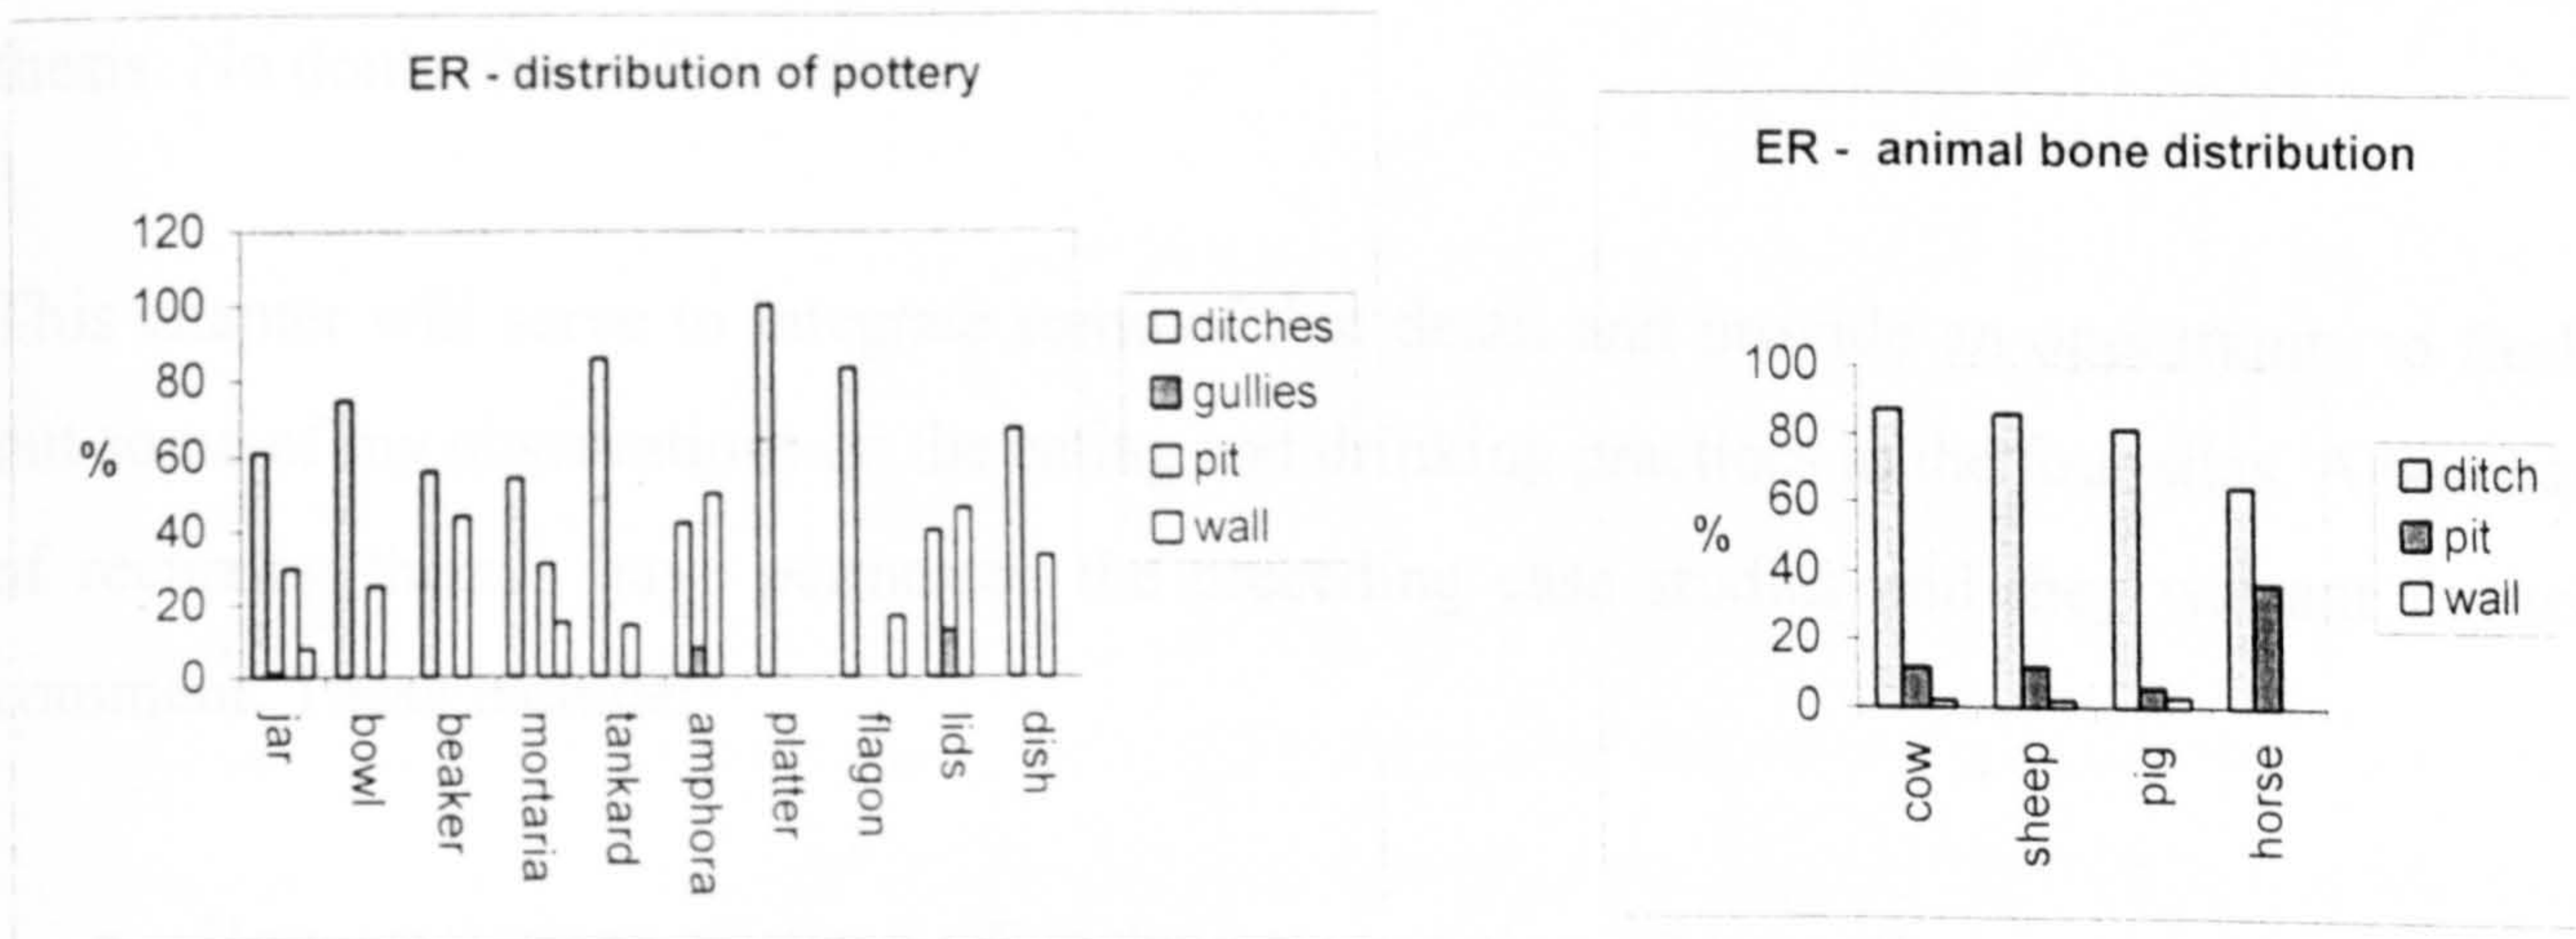 ER - distribution of pottery
120
100
80
60
40
20
0
%
jar
bowl
beaker
mortaria
tankard
amphora
platter
flagon
lids
dish
ditches
gullies
pit
wall
ER - animal bone distribution
100
80
60
40
20
0
%
cow
sheep
pig
horse
ditch
pit
wall